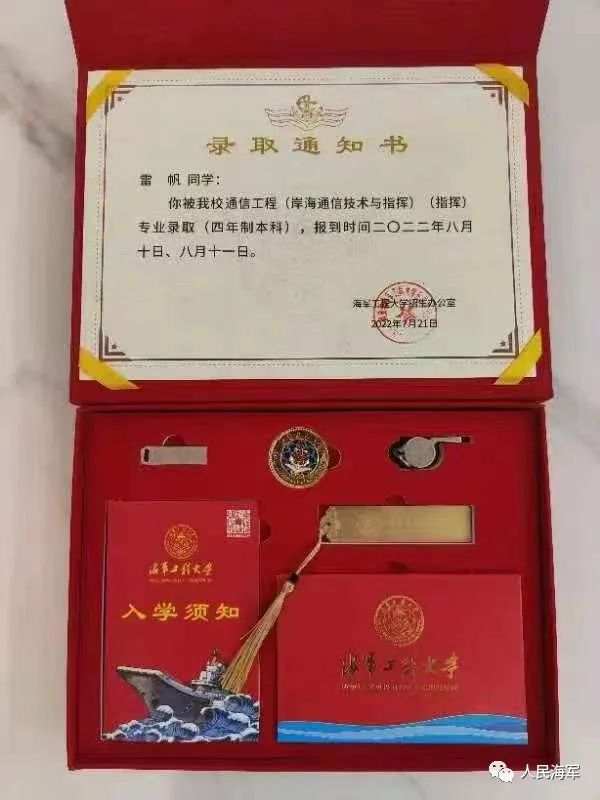 录取通知书
雷 帆 同学：
你被我校通信工程（岸海通信技术与指挥）（指挥）
专业录取（四年制本科），报到时间二〇二二年八月
十日、八月十一日。
海军工程大学招生办公室
2022年7月21日
海军工程大学
入学须知
海军工程大学
人民海军